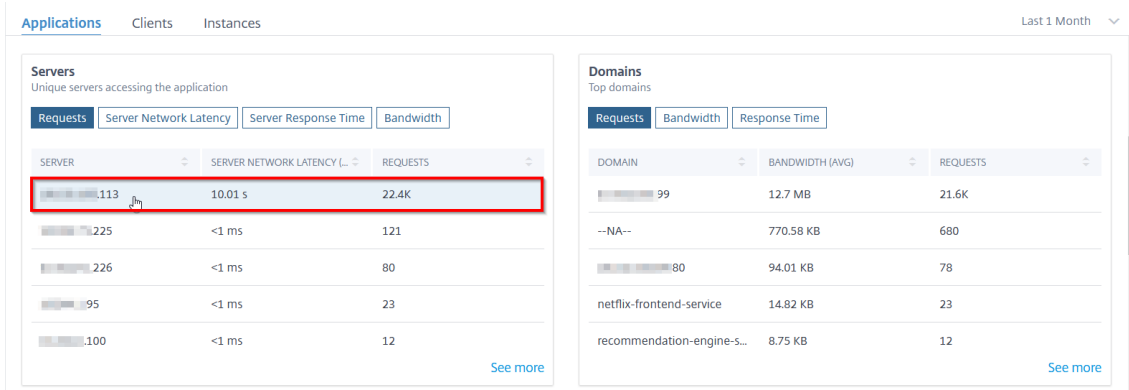 Applications Clients Instances Last 1 Month
Servers
Unique servers accessing the application
Requests Server Network Latency Server Response Time Bandwidth
SERVER SERVER NETWORK LATENCY (... REQUESTS
.113 10.01 s 22.4K
.225 <1 ms 121
226 <1 ms 80
95 <1 ms 23
.100 <1 ms 12
See more
Domains
Top domains
Requests Bandwidth Response Time
DOMAIN BANDWIDTH (AVG) REQUESTS
99 12.7 MB 21.6K
--NA-- 770.58 KB 680
80 94.01 KB 78
netflix-frontend-service 14.82 KB 23
recommendation-engine-s... 8.75 KB 12
See more